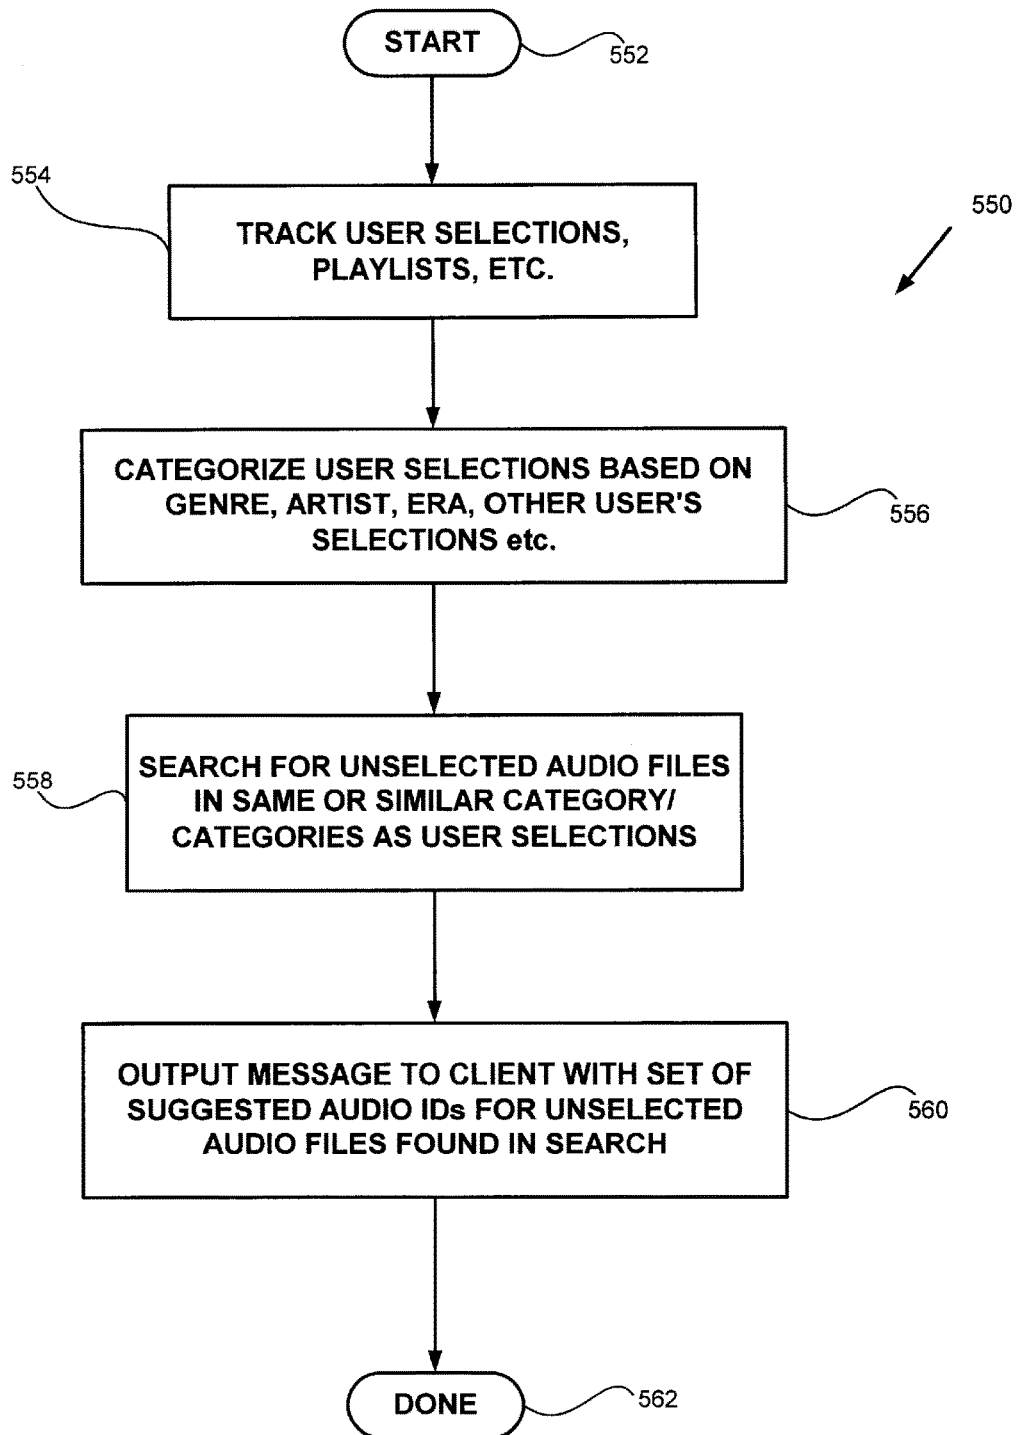 START
552
554
TRACK USER SELECTIONS,
PLAYLISTS, ETC.
550
CATEGORIZE USER SELECTIONS BASED ON
GENRE, ARTIST, ERA, OTHER USER'S
SELECTIONS etc.
556
558
SEARCH FOR UNSELECTED AUDIO FILES
IN SAME OR SIMILAR CATEGORY/
CATEGORIES AS USER SELECTIONS
OUTPUT MESSAGE TO CLIENT WITH SET OF
SUGGESTED AUDIO IDs FOR UNSELECTED
AUDIO FILES FOUND IN SEARCH
560
DONE
562